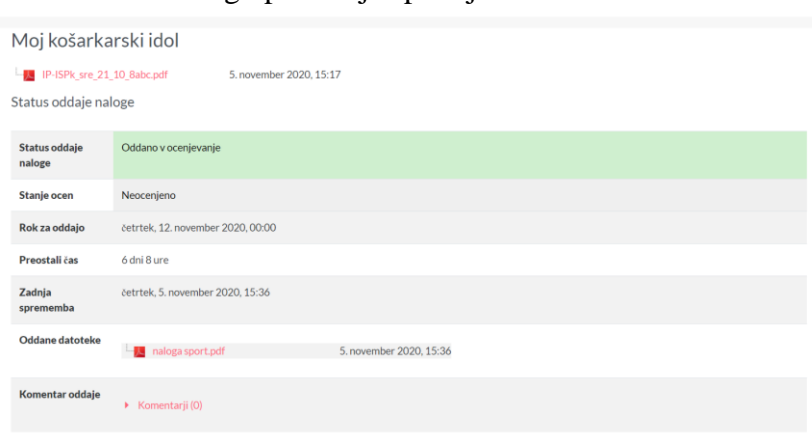 Moj košarkarski idol
IP-ISPk_sre_21_10_8abc.pdf 5. november 2020, 15:17
Status oddaje naloge
Status oddaje naloge Oddano v ocenjevanje
Stanje ocen Neocenjeno
Rok za oddajo četrtek, 12. november 2020, 00:00
Preostali čas 6 dni 8 ure
Zadnja sprememba četrtek, 5. november 2020, 15:36
Oddane datoteke naloga sport.pdf 5. november 2020, 15:36
Komentar oddaje Komentarji (0)